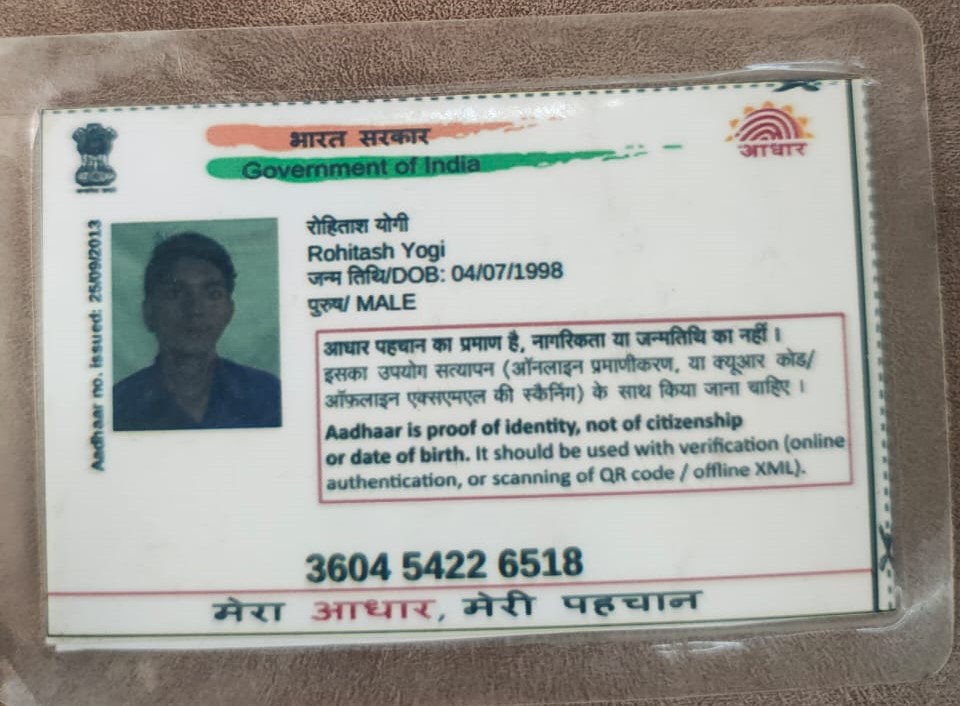 भारत सरकार
Government of India
आधार
Aadhaar no. issued: 25/09/2013
रोहिताश योगी
Rohitash Yogi
जन्म तिथि/DOB: 04/07/1998
पुरुष/ MALE
आधार पहचान का प्रमाण है, नागरिकता या जन्मतिथि का नहीं ।
इसका उपयोग सत्यापन (ऑनलाइन प्रमाणीकरण, या क्यूआर कोड/
ऑफ़लाइन एक्सएमएल की स्कैनिंग) के साथ किया जाना चाहिए ।
Aadhaar is proof of identity, not of citizenship
or date of birth. It should be used with verification (online
authentication, or scanning of QR code / offline XML).
3604 5422 6518
मेरा आधार, मेरी पहचान